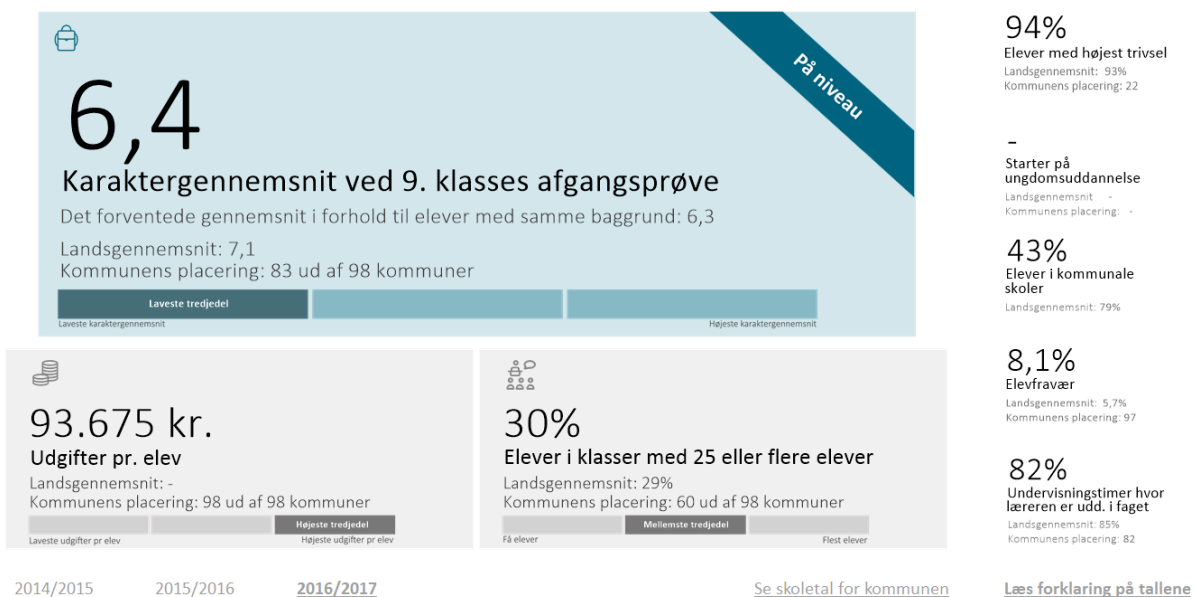 6,4
På niveau
Karaktergennemsnit ved 9. klasses afgangsprøve
Det forventede gennemsnit i forhold til elever med samme baggrund: 6,3
Landsgennemsnit: 7,1
Kommunens placering: 83 ud af 98 kommuner
Laveste tredjedel
Laveste karaktergennemsnit
Højeste karaktergennemsnit
93.675 kr.
Udgifter pr. elev
Landsgennemsnit: -
Kommunens placering: 98 ud af 98 kommuner
Højeste tredjedel
Laveste udgifter pr elev
Højeste udgifter pr elev
30%
Elever i klasser med 25 eller flere elever
Landsgennemsnit: 29%
Kommunens placering: 60 ud af 98 kommuner
Mellemste tredjedel
Få elever
Flest elever
94%
Elever med højest trivsel
Landsgennemsnit: 93%
Kommunens placering: 22
-
Starter på
ungdomsuddannelse
Landsgennemsnit -
Kommunens placering: -
43%
Elever i kommunale
skoler
Landsgennemsnit: 79%
8,1%
Elevfravær
Landsgennemsnit: 5,7%
Kommunens placering: 97
82%
Undervisningstimer hvor
læreren er udd. i faget
Landsgennemsnit: 85%
Kommunens placering: 82
2014/2015
2015/2016
2016/2017
Se skoletal for kommunen
Læs forklaring på tallene